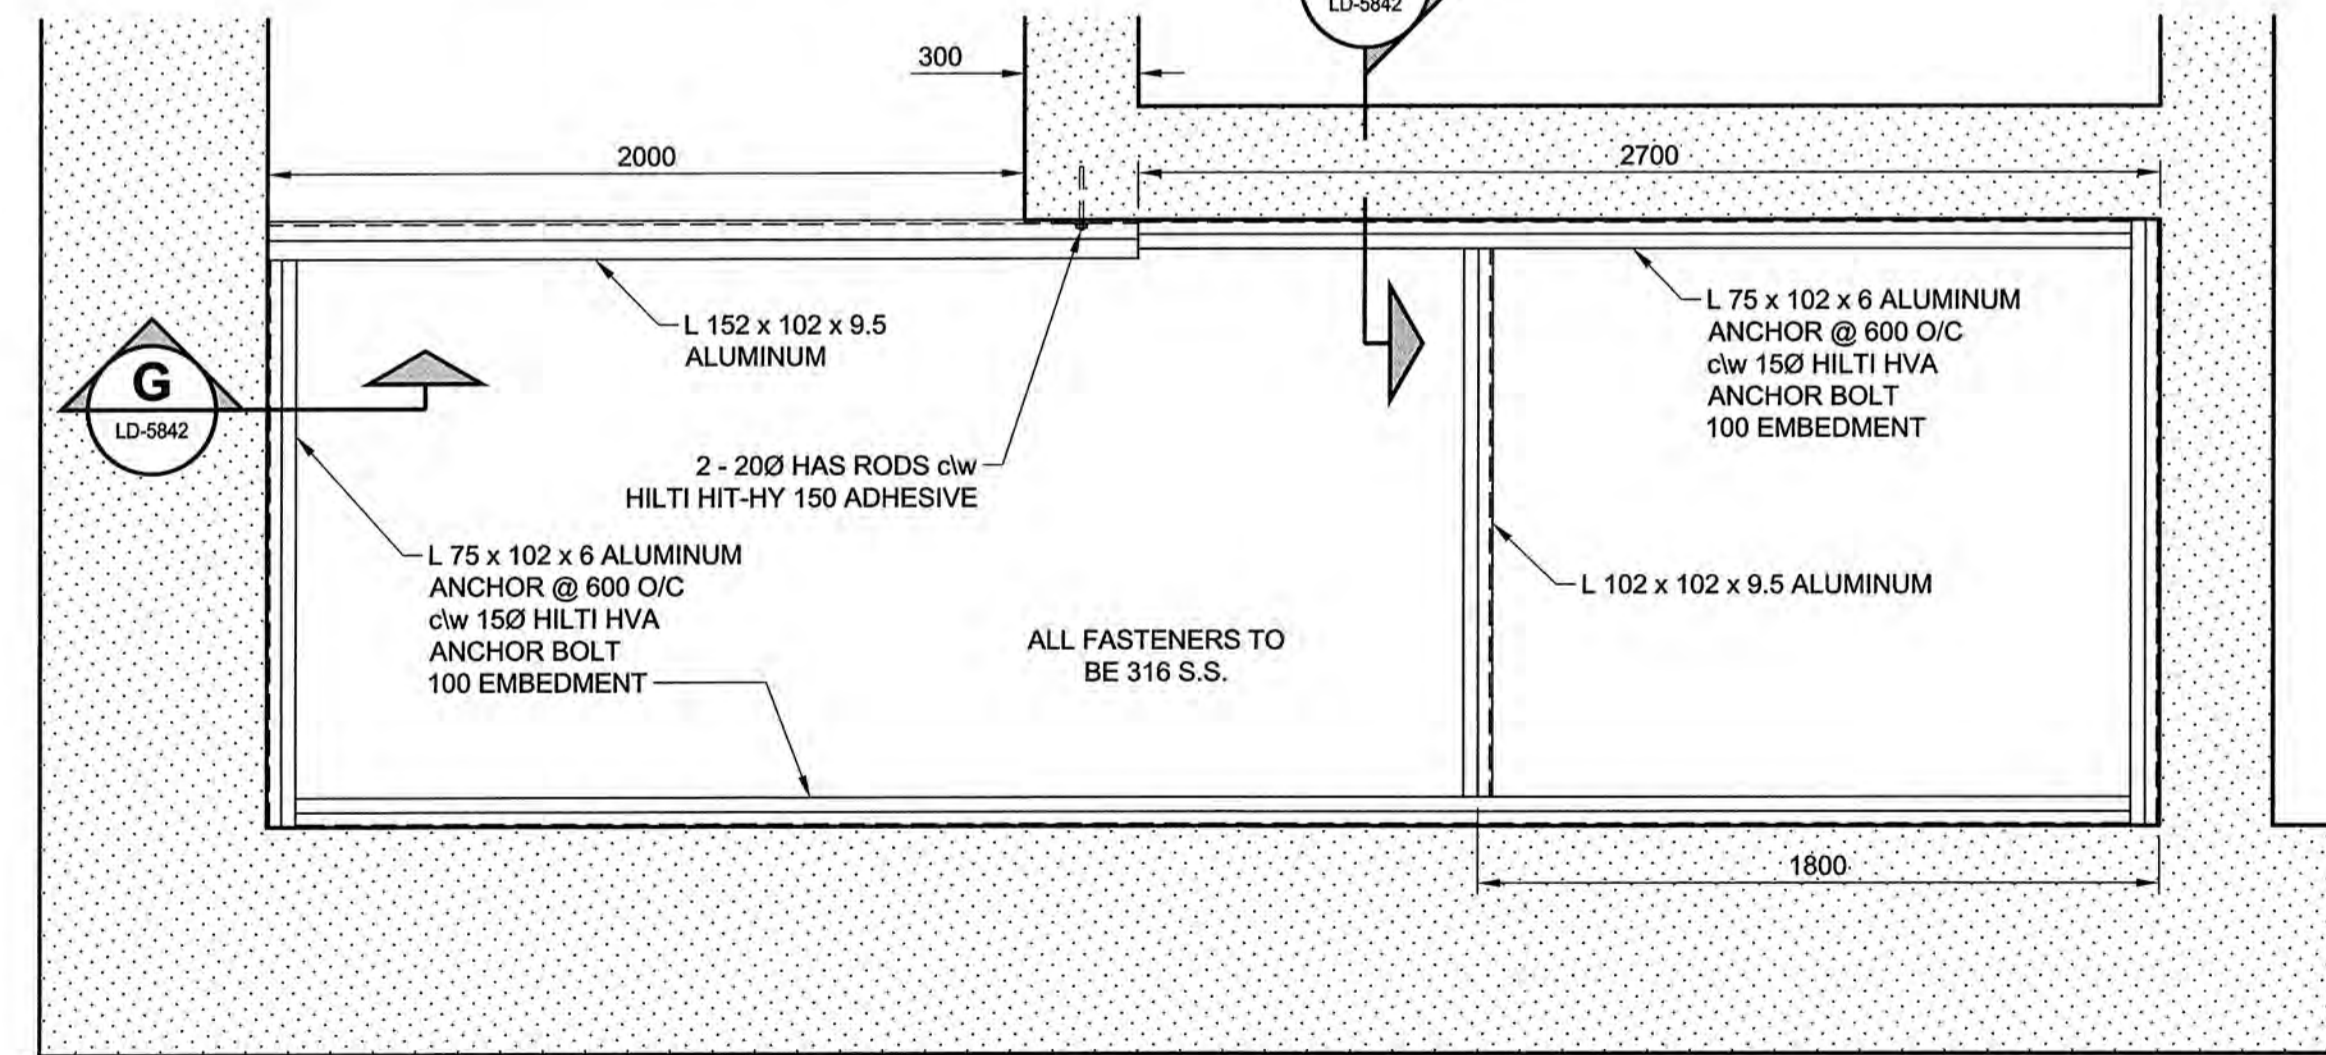 LD-5842
300
2000
2700
L 152 x 102 x 9.5
ALUMINUM
L 75 x 102 x 6 ALUMINUM
ANCHOR @ 600 O/C
c\w 15Ø HILTI HVA
ANCHOR BOLT
100 EMBEDMENT
G
LD-5842
2 - 20Ø HAS RODS c\w
HILTI HIT-HY 150 ADHESIVE
L 75 x 102 x 6 ALUMINUM
ANCHOR @ 600 O/C
c\w 15Ø HILTI HVA
ANCHOR BOLT
100 EMBEDMENT
L 102 x 102 x 9.5 ALUMINUM
ALL FASTENERS TO
BE 316 S.S.
1800